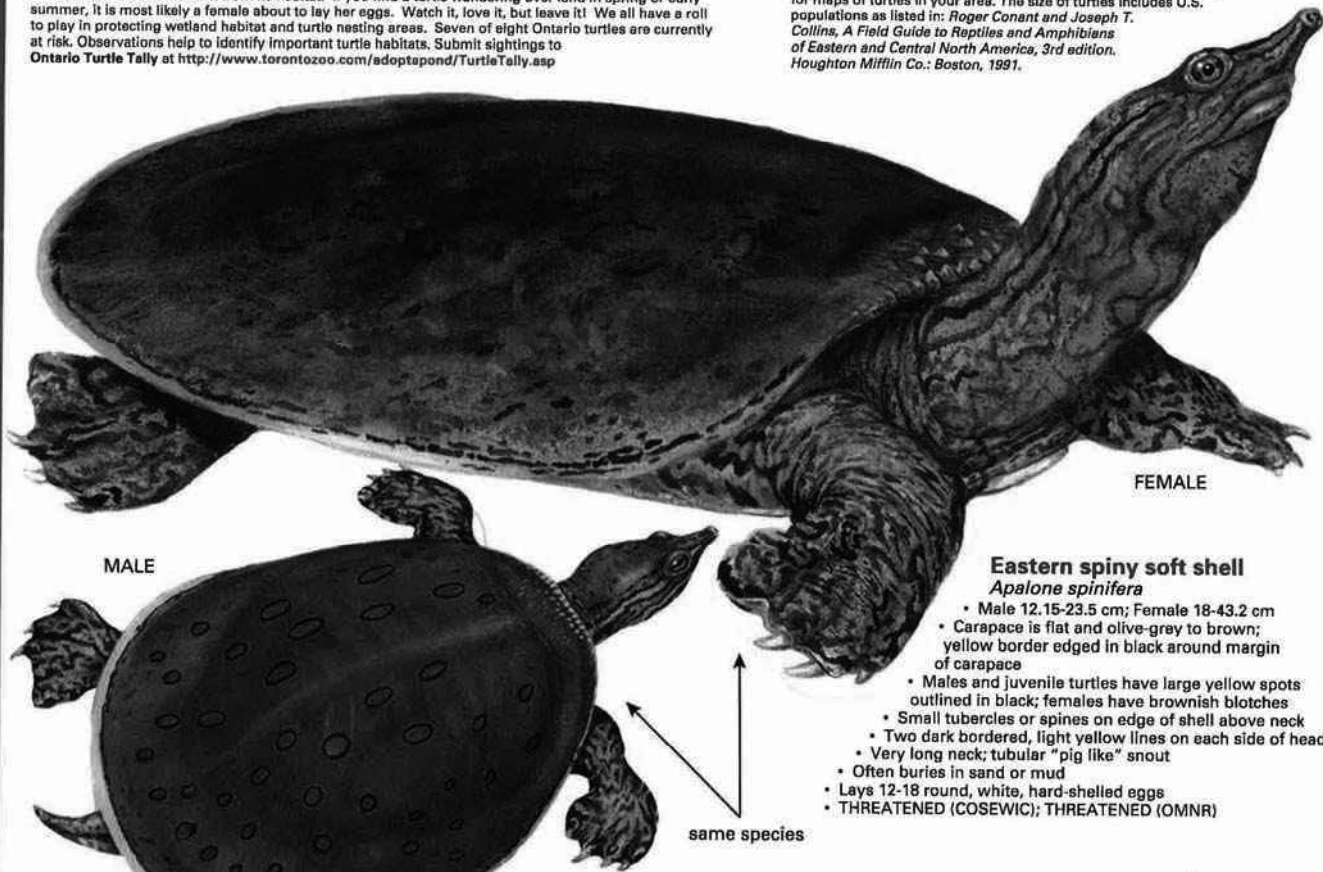 summer, it is most likely a female about to lay her eggs. Watch it, love it, but leave it! We all have a roll
to play in protecting wetland habitat and turtle nesting areas. Seven of eight Ontario turtles are currently
at risk. Observations help to identify important turtle habitats. Submit sightings to
Ontario Turtle Tally at http://www.torontozoo.com/adoptapond/TurtleTally.asp
for maps of turtles in your area. The size of turtles includes U.S.
populations as listed in: Roger Conant and Joseph T.
Collins, A Field Guide to Reptiles and Amphibians
of Eastern and Central North America, 3rd edition.
Houghton Mifflin Co.: Boston, 1991.
FEMALE
MALE
Eastern spiny soft shell
Apalone spinifera
• Male 12.15-23.5 cm; Female 18-43.2 cm
• Carapace is flat and olive-grey to brown;
yellow border edged in black around margin
of carapace
• Males and juvenile turtles have large yellow spots
outlined in black; females have brownish blotches
• Small tubercles or spines on edge of shell above neck
• Two dark bordered, light yellow lines on each side of head
• Very long neck; tubular "pig like" snout
• Often buries in sand or mud
• Lays 12-18 round, white, hard-shelled eggs
• THREATENED (COSEWIC); THREATENED (OMNR)
same species